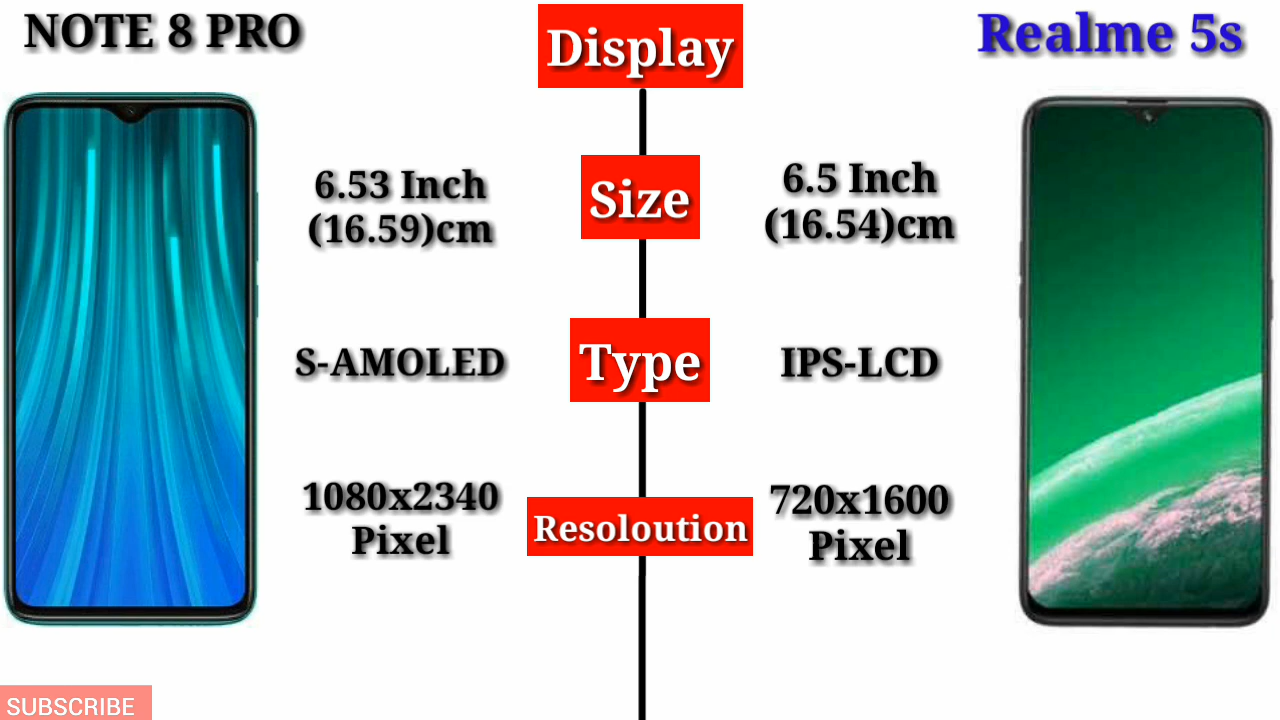 NOTE 8 PRO
Display
Realme 5s
6.53 Inch
(16.59)cm
Size
6.5 Inch
(16.54)cm
S-AMOLED
Type
IPS-LCD
1080x2340
Pixel
Resoloution
720x1600
Pixel
SUBSCRIBE